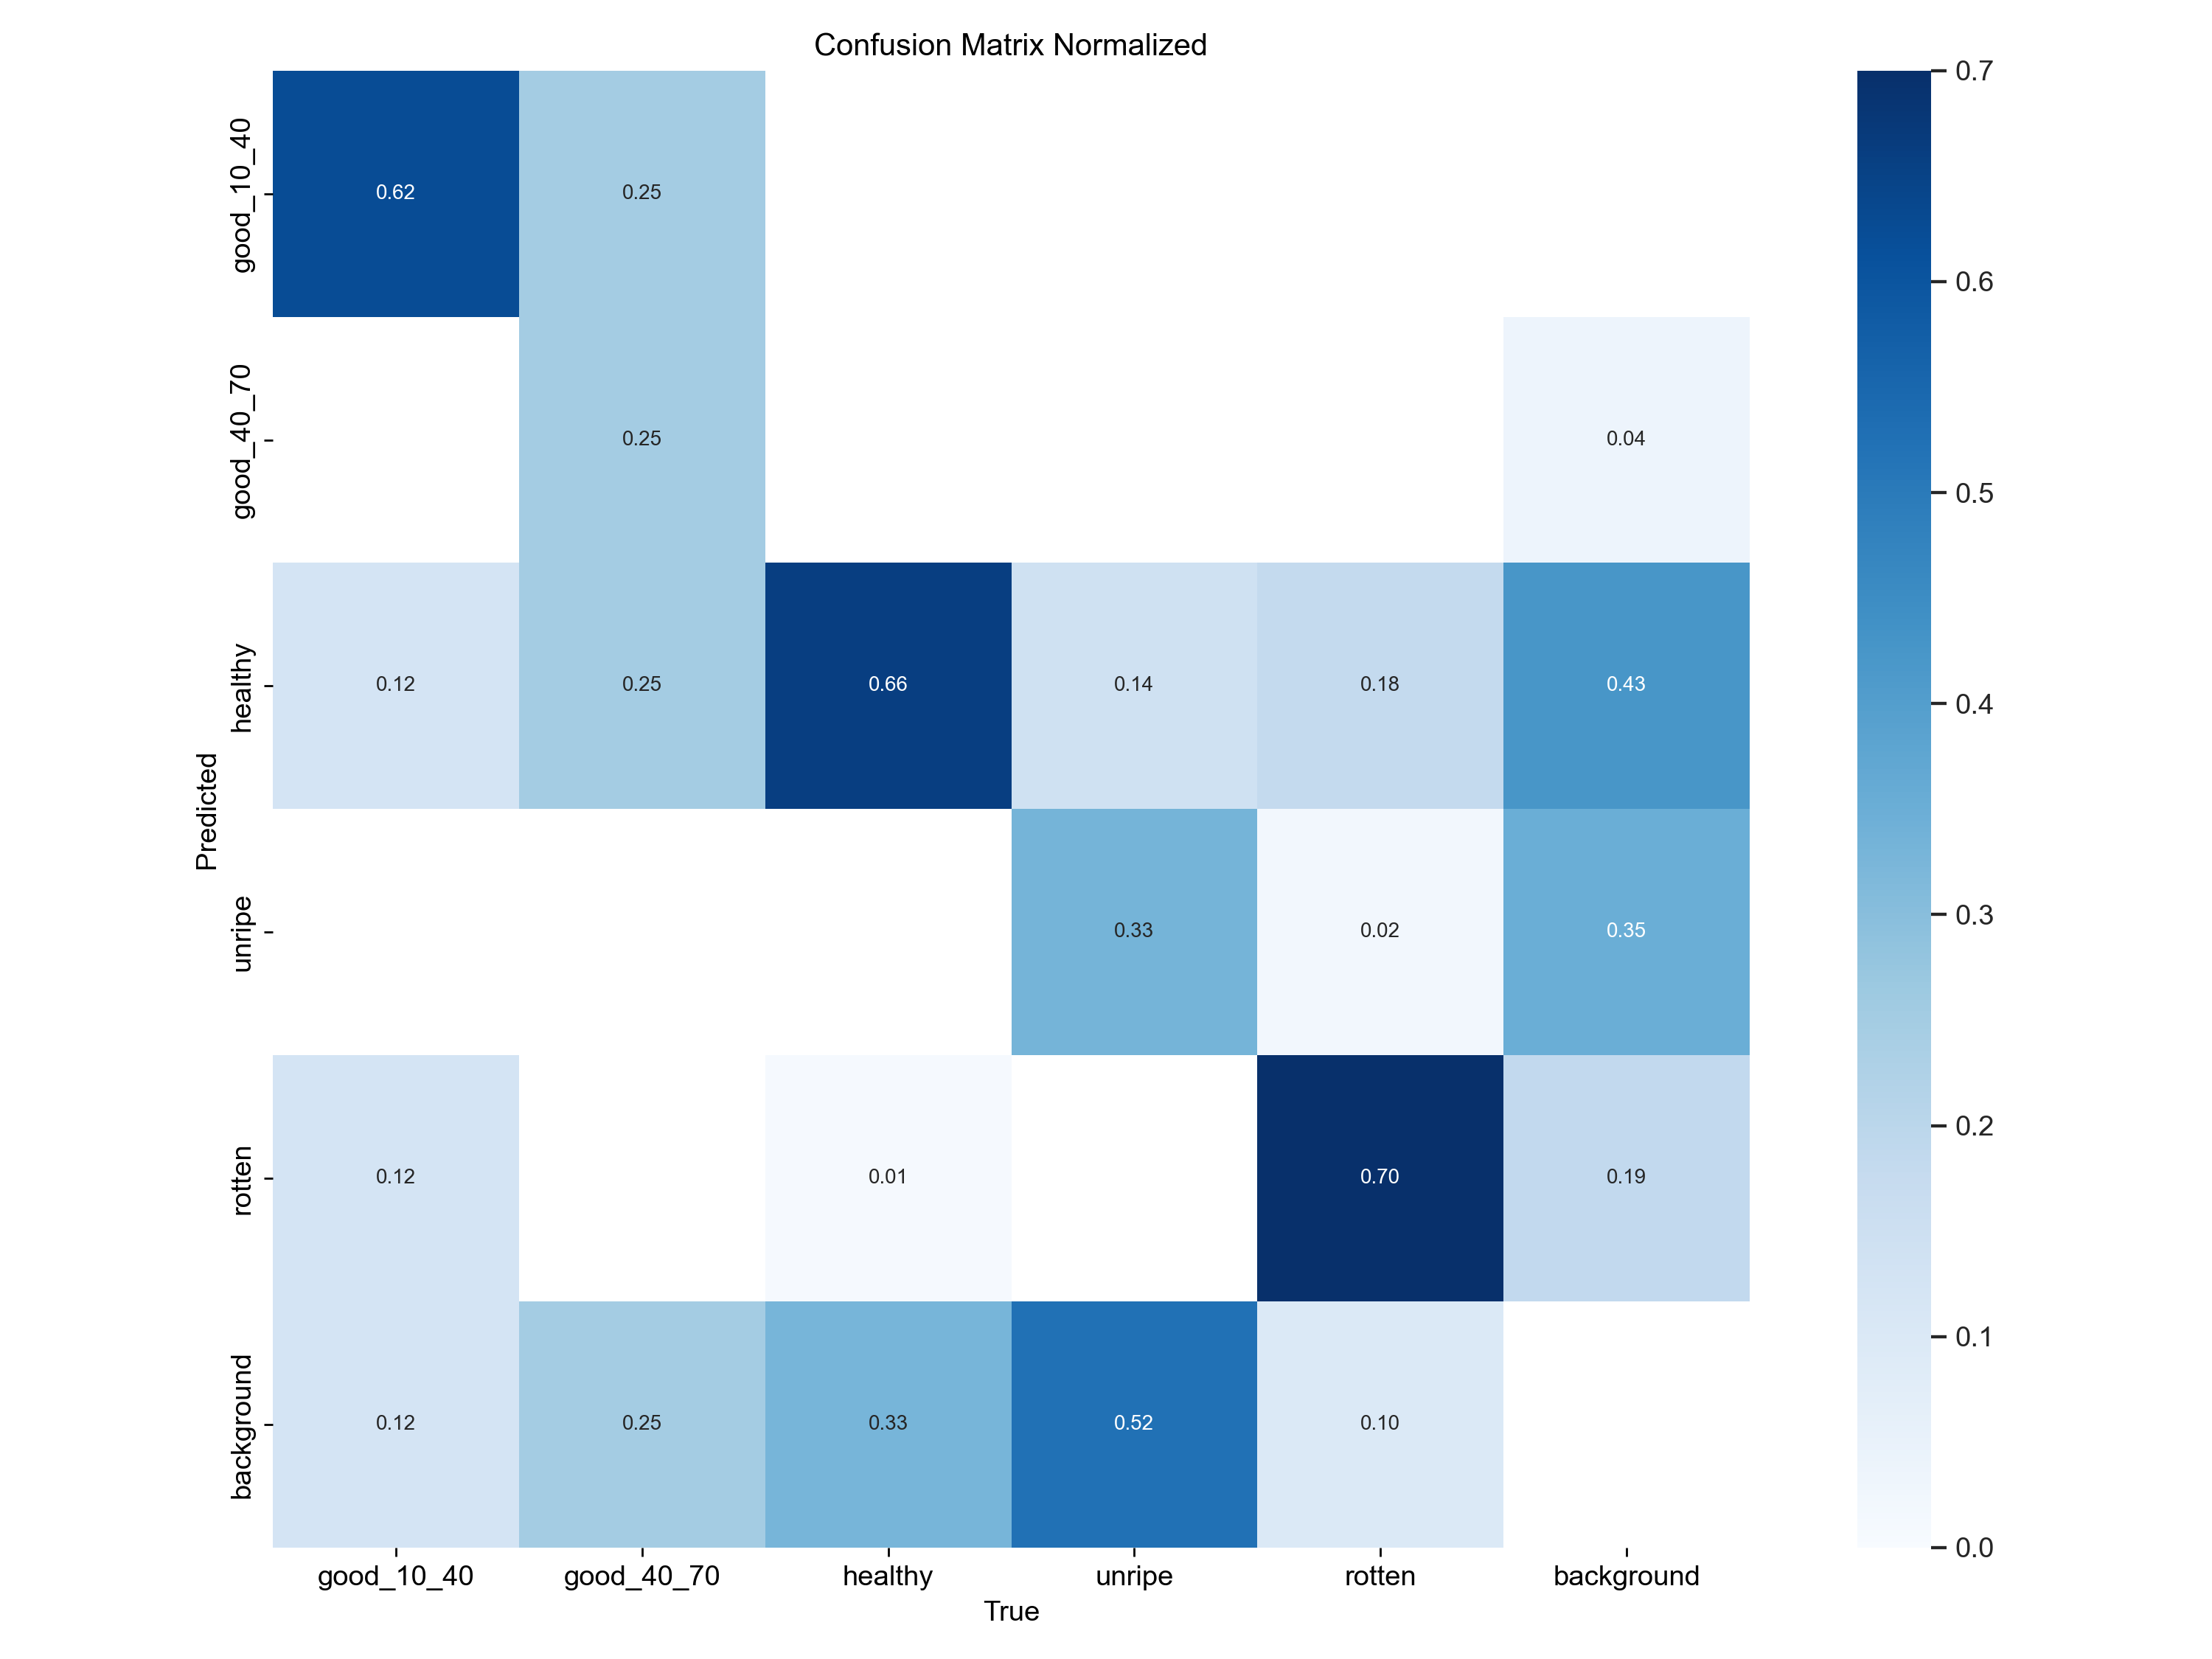 Confusion Matrix Normalized
good_10_40
0.62 0.25
good_40_70
0.25 0.04
healthy
0.12 0.25 0.66 0.14 0.18 0.43
Predicted
unripe
0.33 0.02 0.35
rotten
0.12 0.01 0.70 0.19
background
0.12 0.25 0.33 0.52 0.10
good_10_40 good_40_70 healthy unripe rotten background
True
0.7
0.6
0.5
0.4
0.3
0.2
0.1
0.0